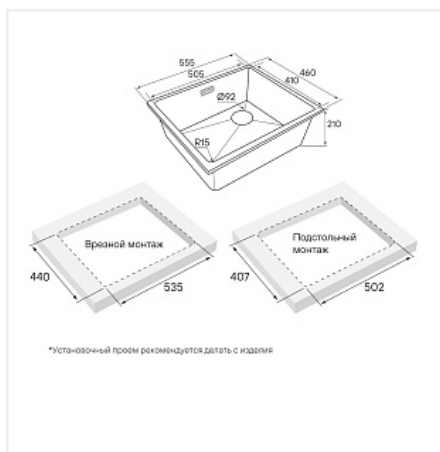 555
505
460
410
Ø92
210
R15
Врезной монтаж
440
535
Подстольный
монтаж
407
502
*Установочный проем рекомендуется делать с изделия